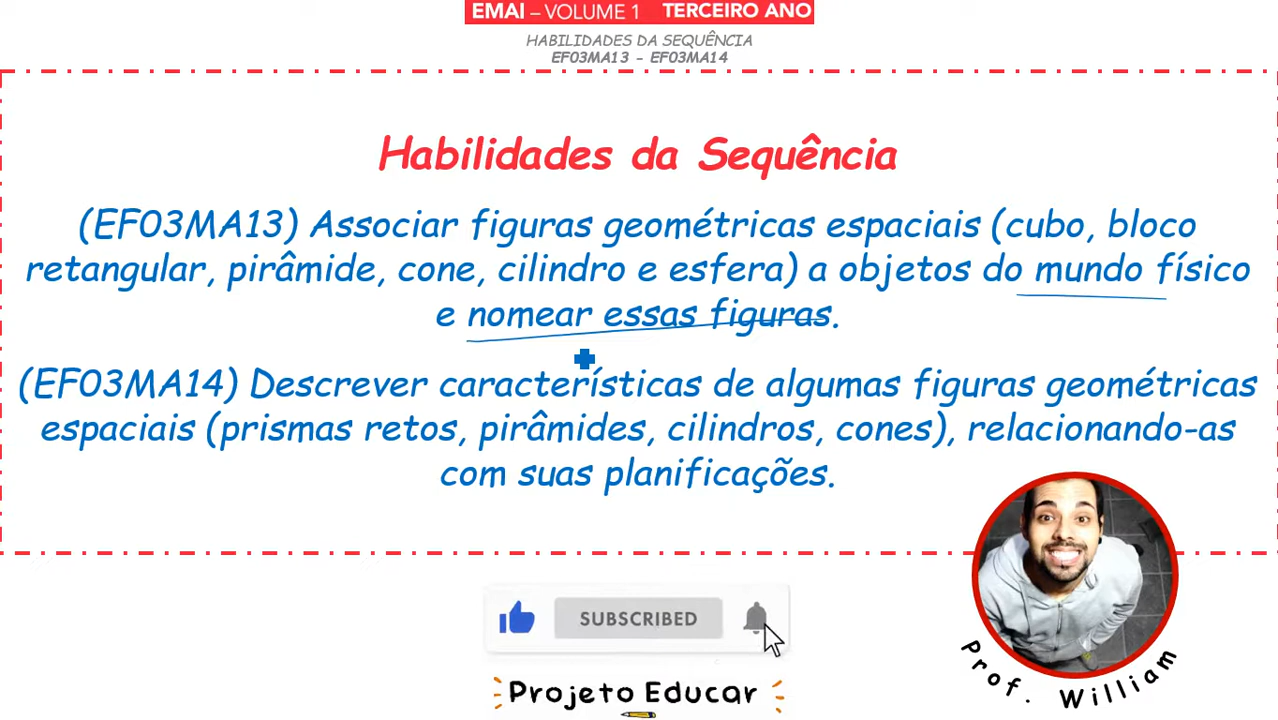 EMAI – VOLUME 1 TERCEIRO ANO
HABILIDADES DA SEQUÊNCIA
EF03MA13 - EF03MA14
Habilidades da Sequência
(EF03MA13) Associar figuras geométricas espaciais (cubo, bloco
retangular, pirâmide, cone, cilindro e esfera) a objetos do mundo físico
e nomear essas figuras.
(EF03MA14) Descrever características de algumas figuras geométricas
espaciais (prismas retos, pirâmides, cilindros, cones), relacionando-as
com suas planificações.
SUBSCRIBED
Projeto Educar
Prof. William